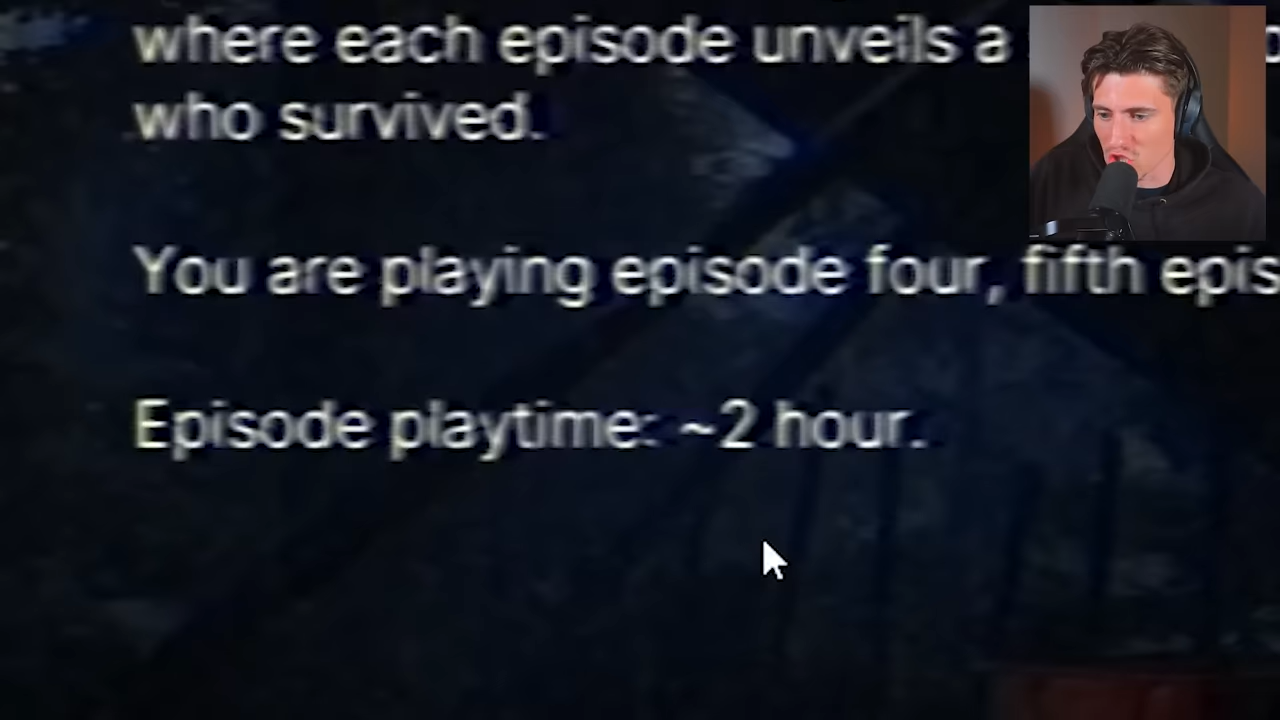 where each episode unveils a
who survived.
You are playing episode four, fifth epis
Episode playtime: ~2 hour.